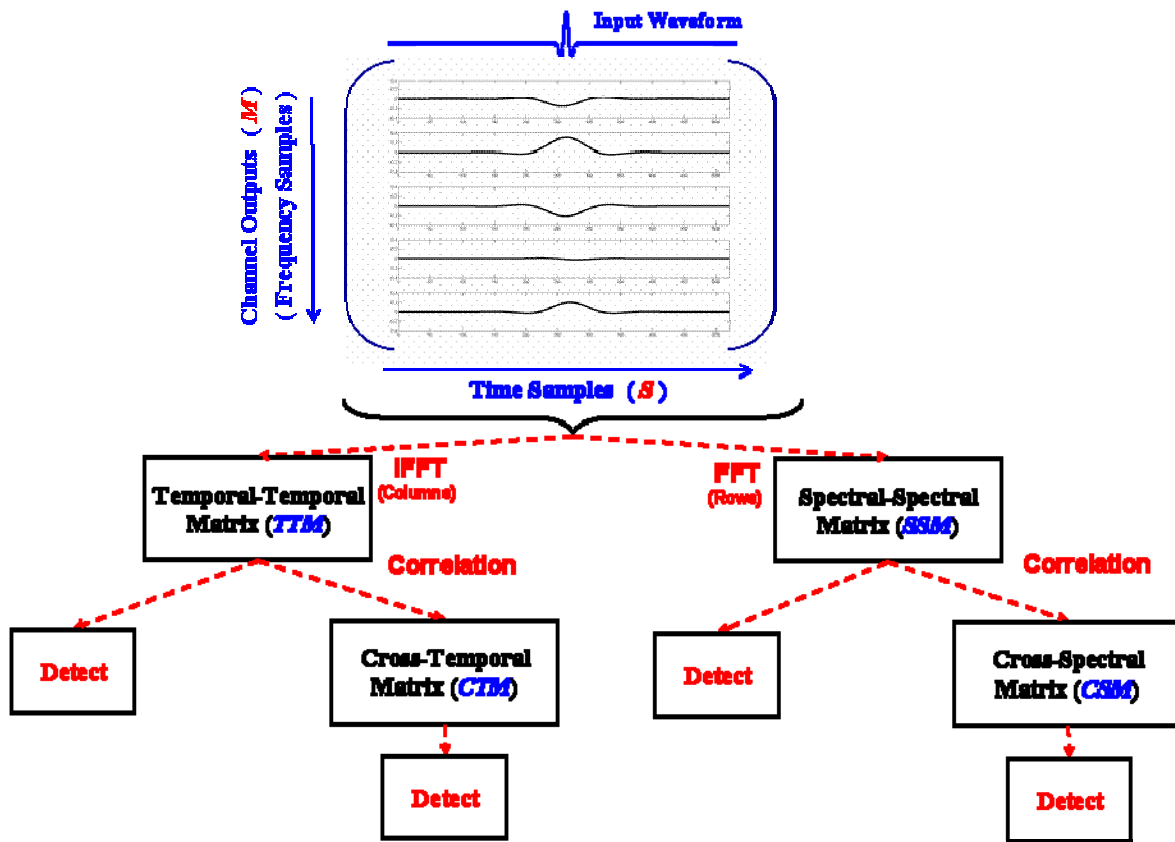 Input Waveform
Channel Outputs ( M )
( Frequency Samples )
Time Samples ( S )
IFFT
(Columns)
FFT
(Rows)
Temporal-Temporal
Matrix (TTM)
Spectral-Spectral
Matrix (SSM)
Correlation
Correlation
Detect
Cross-Temporal
Matrix (CTM)
Detect
Cross-Spectral
Matrix (CSM)
Detect
Detect